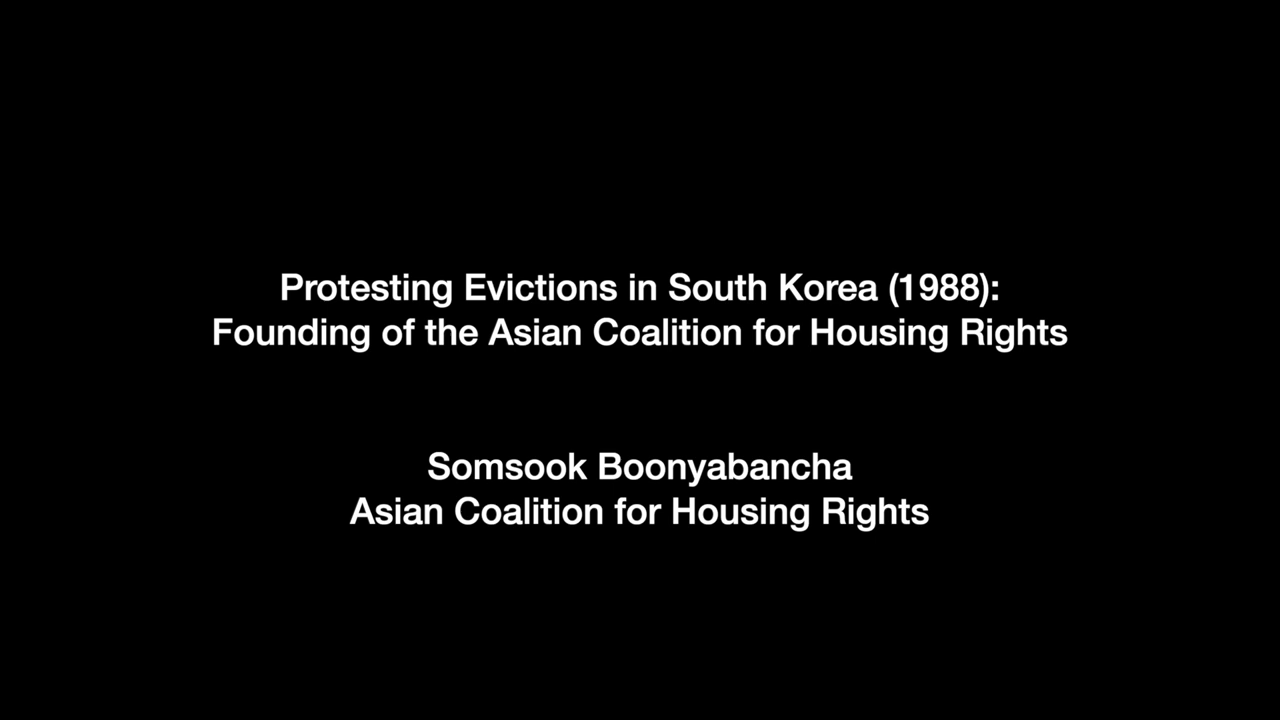 Protesting Evictions in South Korea (1988):
Founding of the Asian Coalition for Housing Rights
Somsook Boonyabancha
Asian Coalition for Housing Rights